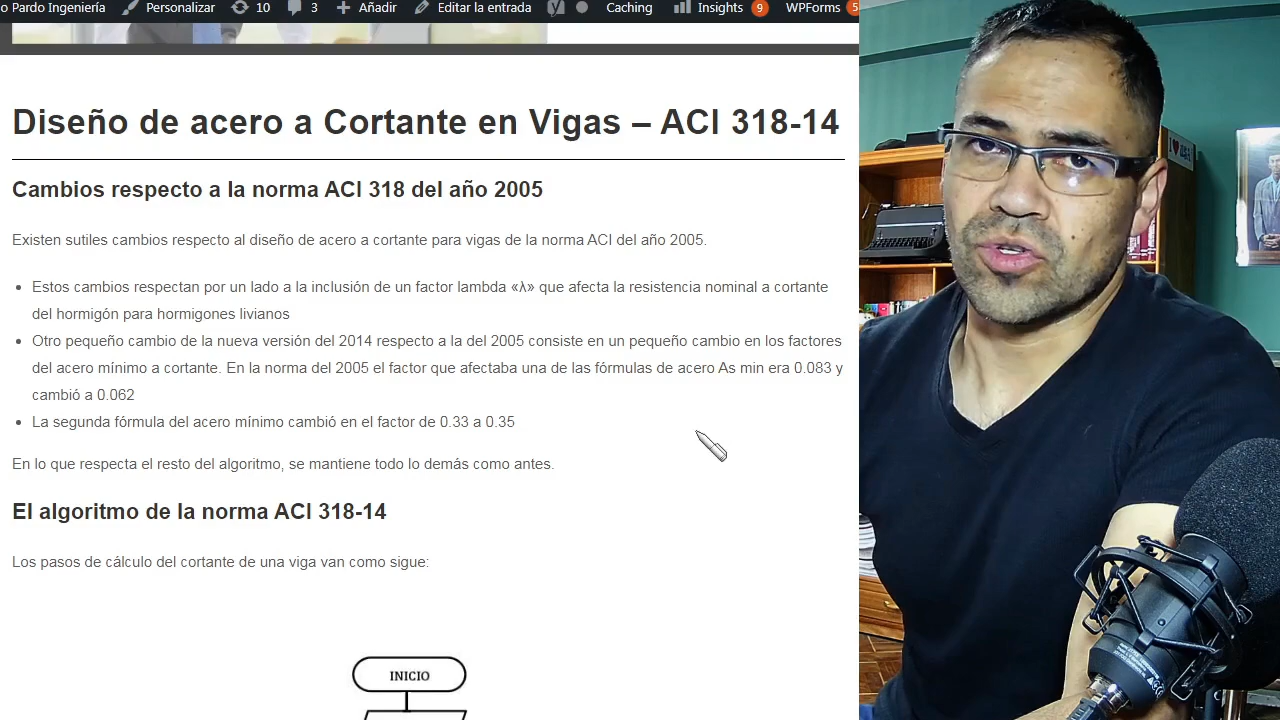 o Pardo Ingeniería Personalizar 10 3 Añadir Editar la entrada Caching Insights 9 WPForms 5
Diseño de acero a Cortante en Vigas – ACI 318-14
Cambios respecto a la norma ACI 318 del año 2005
Existen sutiles cambios respecto al diseño de acero a cortante para vigas de la norma ACI del año 2005.
Estos cambios respectan por un lado a la inclusión de un factor lambda «λ» que afecta la resistencia nominal a cortante
del hormigón para hormigones livianos
Otro pequeño cambio de la nueva versión del 2014 respecto a la del 2005 consiste en un pequeño cambio en los factores
del acero mínimo a cortante. En la norma del 2005 el factor que afectaba una de las fórmulas de acero As min era 0.083 y
cambió a 0.062
La segunda fórmula del acero mínimo cambió en el factor de 0.33 a 0.35
En lo que respecta el resto del algoritmo, se mantiene todo lo demás como antes.
El algoritmo de la norma ACI 318-14
Los pasos de cálculo del cortante de una viga van como sigue:
INICIO